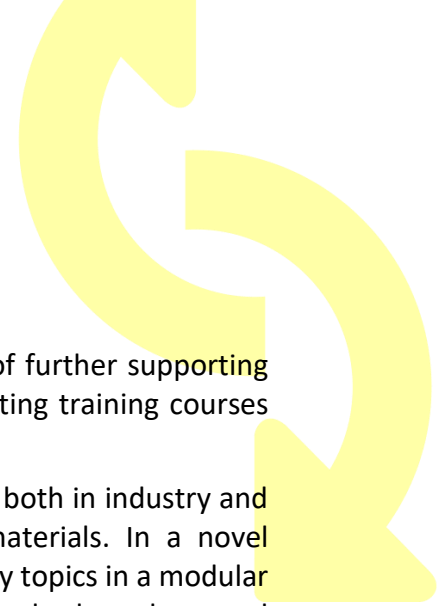 of further supporting
ting training courses
both in industry and
materials. In a novel
y topics in a modular